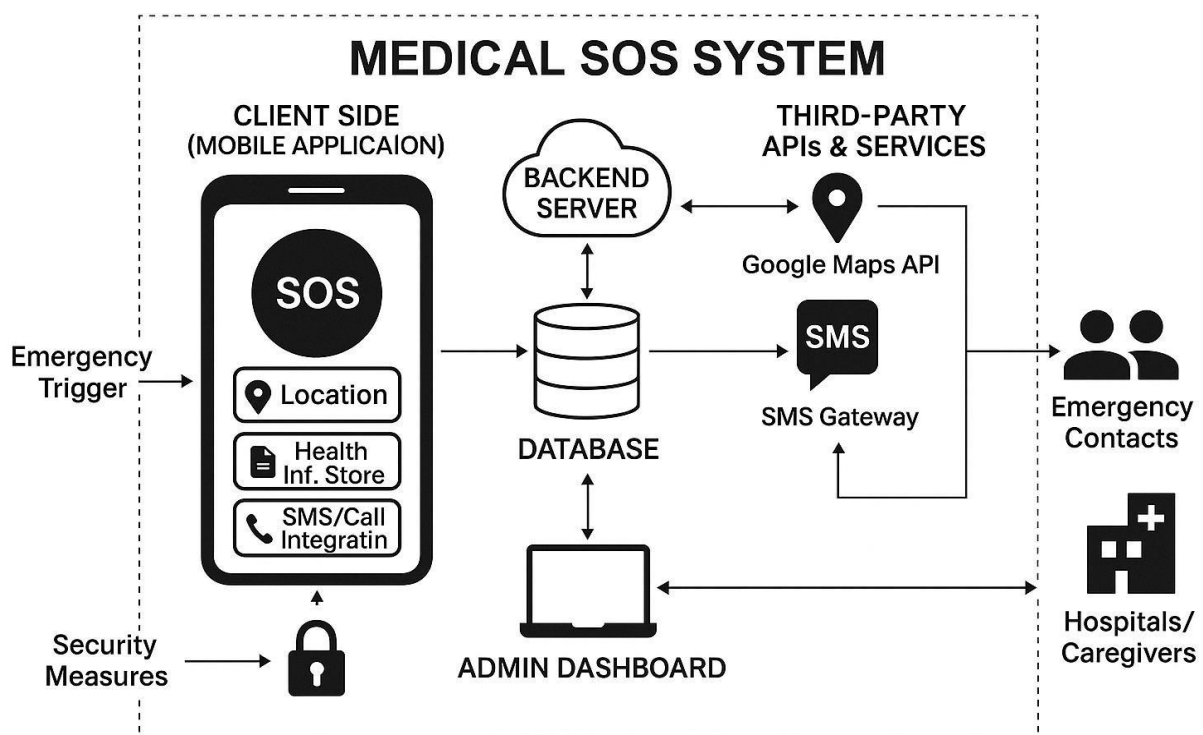 MEDICAL SOS SYSTEM
CLIENT SIDE
(MOBILE APPLICAION)
SOS
Location
Health
Inf. Store
SMS/Call
Integratin
Emergency
Trigger
Security
Measures
BACKEND
SERVER
DATABASE
ADMIN DASHBOARD
THIRD-PARTY
APIs & SERVICES
Google Maps API
SMS
SMS Gateway
Emergency
Contacts
Hospitals/
Caregivers